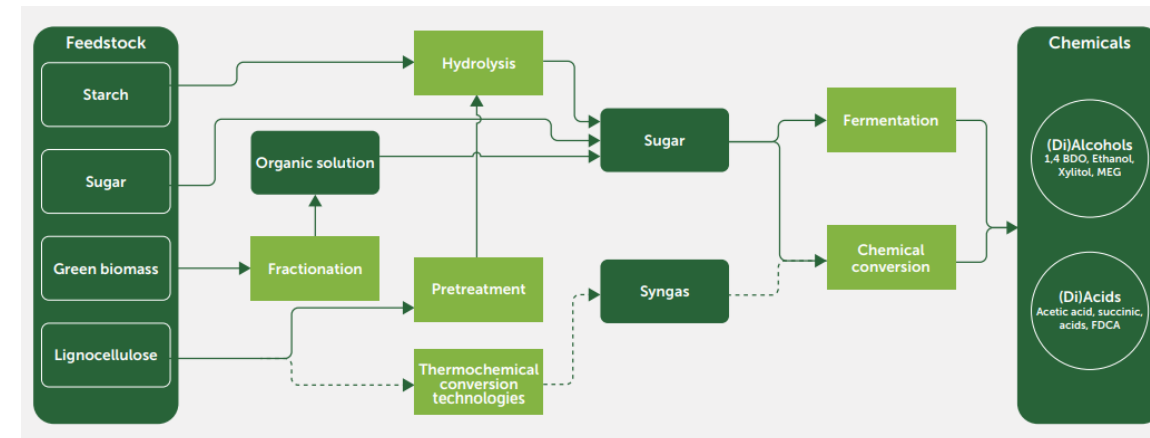 Feedstock
Starch
Sugar
Green biomass
Lignocellulose
Organic solution
Fractionation
Hydrolysis
Pretreatment
Thermochemical
conversion
technologies
Sugar
Syngas
Fermentation
Chemical
conversion
Chemicals
(Di)Alcohols
1,4 BDO, Ethanol,
Xylitol, MEG
(Di)Acids
Acetic acid, succinic,
acids, FDCA